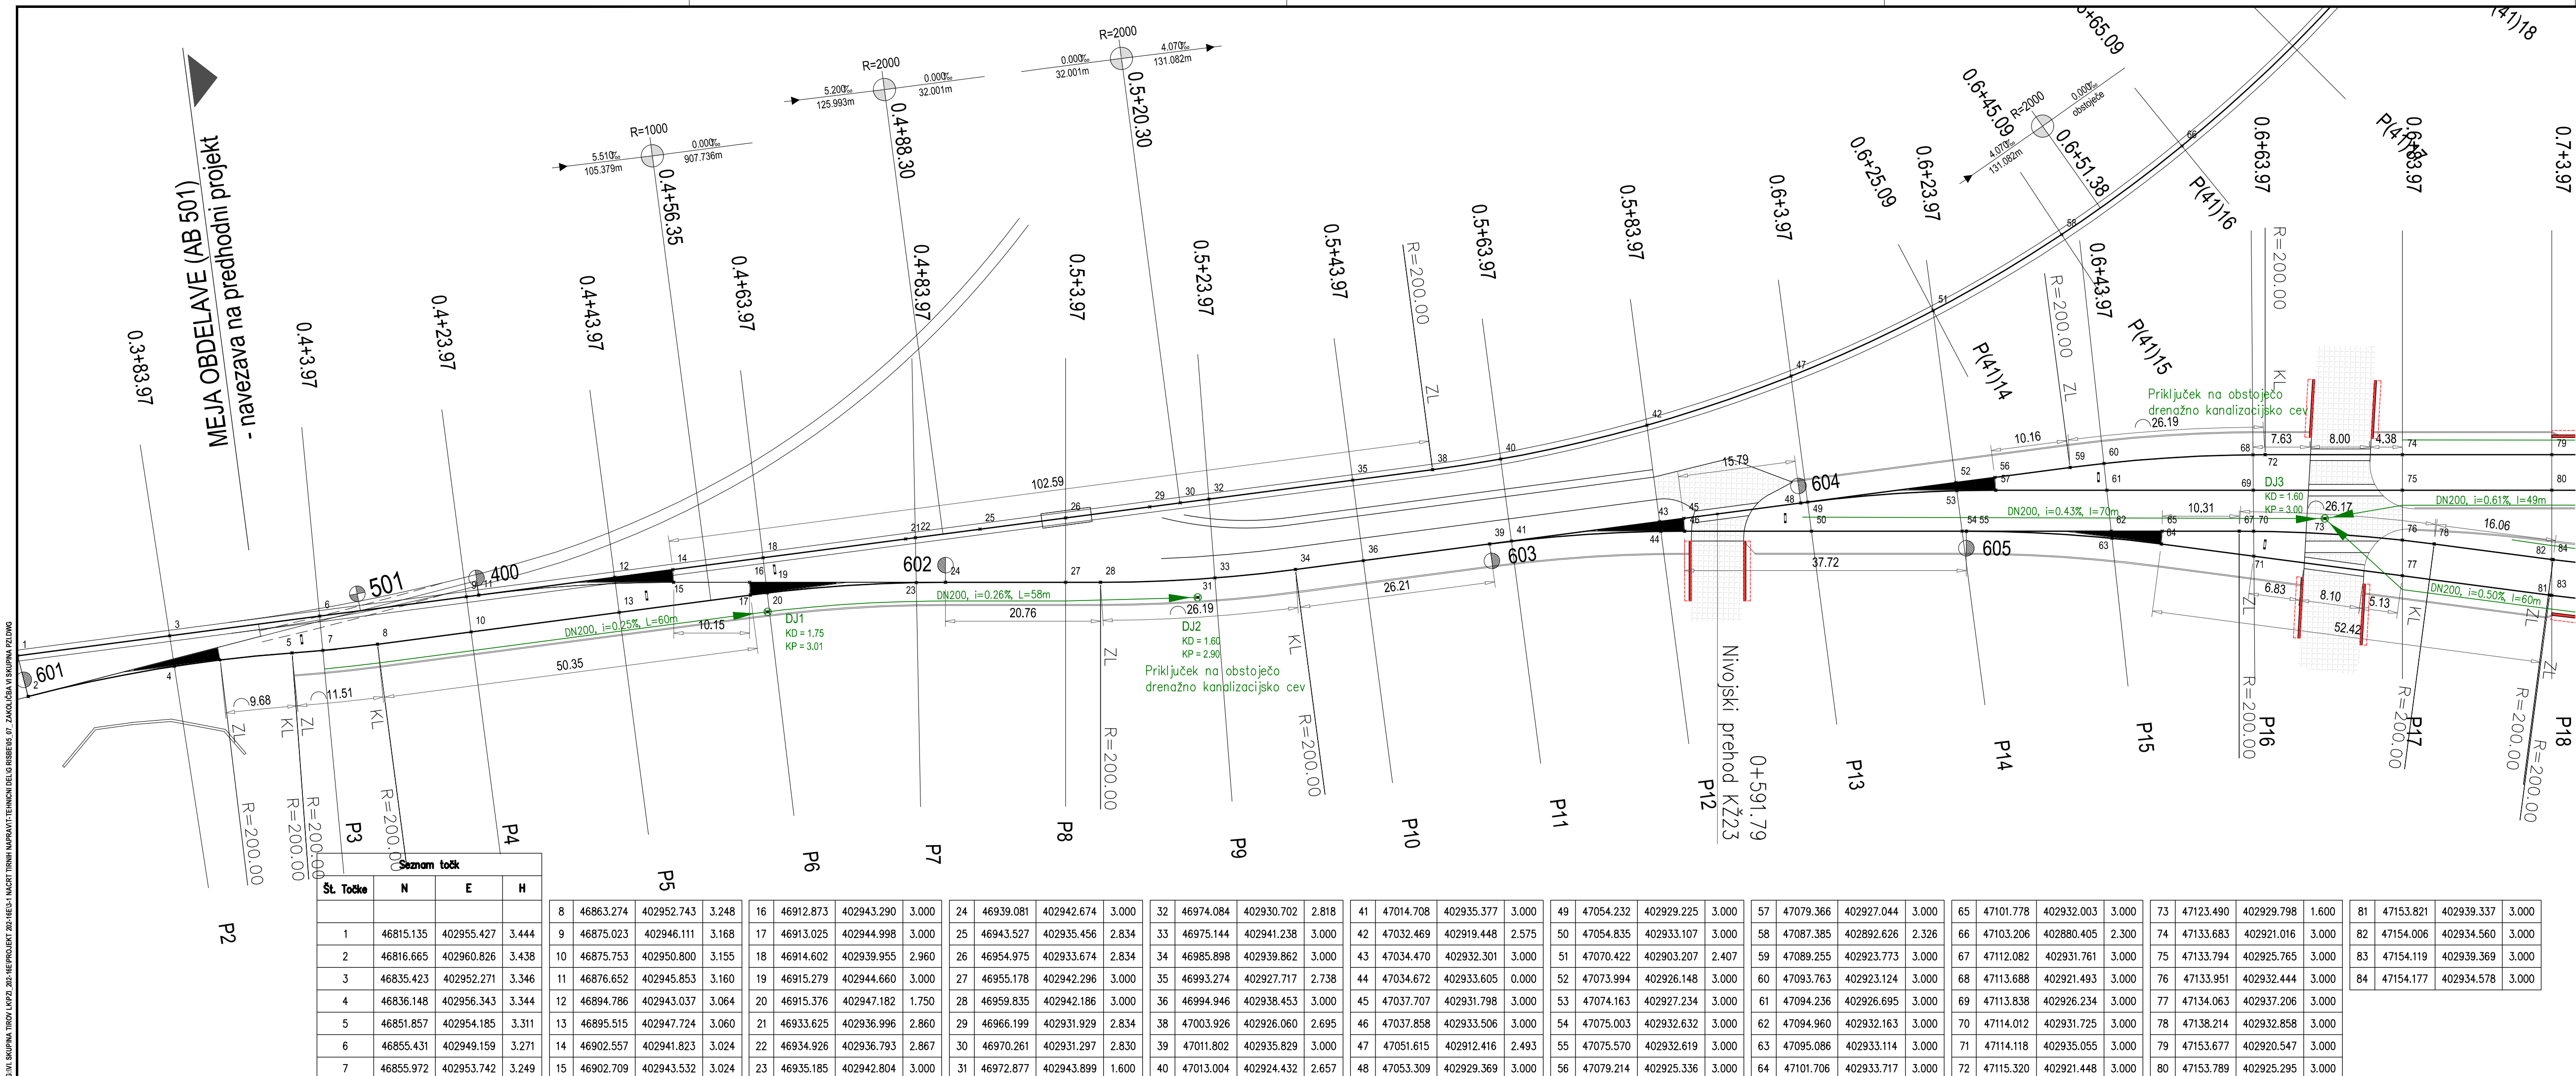 MEJA OBDELAVE (AB 501)
- navezava na predhodni projekt
R=1000
5.510‰
105.379m
0.000‰
907.736m
0.4+56.35
R=2000
5.200‰
125.993m
0.000‰
32.001m
0.4+88.30
R=2000
0.000‰
32.001m
4.070‰
131.082m
0.5+20.30
R=2000
4.070‰
131.082m
0.000‰
obstoječe
0.6+51.38
0.3+83.97
0.4+3.97
0.4+23.97
0.4+43.97
0.4+63.97
0.4+83.97
0.5+3.97
0.5+23.97
0.5+43.97
0.5+63.97
0.5+83.97
0.6+3.97
0.6+23.97
0.6+43.97
0.6+63.97
0.6+83.97
0.7+3.97
0.6+25.09
0.6+45.09
P(41)14
P(41)15
P(41)16
P(41)17
R=200.00 ZL
R=200.00 ZL
R=200.00 KL
601
501
400
602
603
604
605
102.59
15.79
10.16
26.19
7.63
8.00
4.38
10.31
26.17
16.06
37.72
6.83
8.10
5.13
52.42
9.68
11.51
50.35
10.15
20.76
26.19
26.21
DN200, i=0.25%, L=60m
DJ1
KD = 1.75
KP = 3.01
DN200, i=0.26%, L=58m
DJ2
KD = 1.60
KP = 2.90
Priključek na obstoječo
drenažno kanalizacijsko cev
DN200, i=0.43%, l=70m
Priključek na obstoječo
drenažno kanalizacijsko cev
DJ3
KD = 1.60
KP = 3.00
DN200, i=0.61%, l=49m
DN200, i=0.50%, l=60m
Nivojski prehod KŽ23
0+591.79
ZL R=200.00
KL R=200.00
ZL R=200.00
KL R=200.00
ZL R=200.00
KL R=200.00
ZL R=200.00
KL R=200.00
ZL R=200.00
ZL R=200.00
P2
P3
P4
P5
P6
P7
P8
P9
P10
P11
P12
P13
P14
P15
P16
P17
P18
Seznam točk
Št. Točke N E H
1 46815.135 402955.427 3.444
2 46816.665 402960.826 3.438
3 46835.423 402952.271 3.346
4 46836.148 402956.343 3.344
5 46851.857 402954.185 3.311
6 46855.431 402949.159 3.271
7 46855.972 402953.742 3.249
8 46863.274 402952.743 3.248
9 46875.023 402946.111 3.168
10 46875.753 402950.800 3.155
11 46876.652 402945.853 3.160
12 46894.786 402943.037 3.064
13 46895.515 402947.724 3.060
14 46902.557 402941.823 3.024
15 46902.709 402943.532 3.024
16 46912.873 402943.290 3.000
17 46913.025 402944.998 3.000
18 46914.602 402939.955 2.960
19 46915.279 402944.660 3.000
20 46915.376 402947.182 1.750
21 46933.625 402936.996 2.860
22 46934.926 402936.793 2.867
23 46935.185 402942.804 3.000
24 46939.081 402942.674 3.000
25 46943.527 402935.456 2.834
26 46954.975 402933.674 2.834
27 46955.178 402942.296 3.000
28 46959.835 402942.186 3.000
29 46966.199 402931.929 2.834
30 46970.261 402931.297 2.830
31 46972.877 402943.899 1.600
32 46974.084 402930.702 2.818
33 46975.144 402941.238 3.000
34 46985.898 402939.862 3.000
35 46993.274 402927.717 2.738
36 46994.946 402938.453 3.000
38 47003.926 402926.060 2.695
39 47011.802 402935.829 3.000
40 47013.004 402924.432 2.657
41 47014.708 402935.377 3.000
42 47032.469 402919.448 2.575
43 47034.470 402932.301 3.000
44 47034.672 402933.605 0.000
45 47037.707 402931.798 3.000
46 47037.858 402933.506 3.000
47 47051.615 402912.416 2.493
48 47053.309 402929.369 3.000
49 47054.232 402929.225 3.000
50 47054.835 402933.107 3.000
51 47070.422 402903.207 2.407
52 47073.994 402926.148 3.000
53 47074.163 402927.234 3.000
54 47075.003 402932.632 3.000
55 47075.570 402932.619 3.000
56 47079.214 402925.336 3.000
57 47079.366 402927.044 3.000
58 47087.385 402892.626 2.326
59 47089.255 402923.773 3.000
60 47093.763 402923.124 3.000
61 47094.236 402926.695 3.000
62 47094.960 402932.163 3.000
63 47095.086 402933.114 3.000
64 47101.706 402933.717 3.000
65 47101.778 402932.003 3.000
66 47103.206 402880.405 2.300
67 47112.082 402931.761 3.000
68 47113.688 402921.493 3.000
69 47113.838 402926.234 3.000
70 47114.012 402931.725 3.000
71 47114.118 402935.055 3.000
72 47115.320 402921.448 3.000
73 47123.490 402929.798 1.600
74 47133.683 402921.016 3.000
75 47133.794 402925.765 3.000
76 47133.951 402932.444 3.000
77 47134.063 402937.206 3.000
78 47138.214 402932.858 3.000
79 47153.677 402920.547 3.000
80 47153.789 402925.295 3.000
81 47153.821 402939.337 3.000
82 47154.006 402934.560 3.000
83 47154.119 402939.369 3.000
84 47154.177 402934.578 3.000